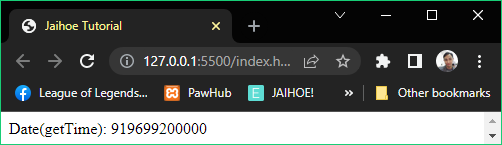 Jaihoe Tutorial
127.0.0.1:5500/index.h...
League of Legends... PawHub E JAIHOE! » Other bookmarks
Date(getTime): 919699200000